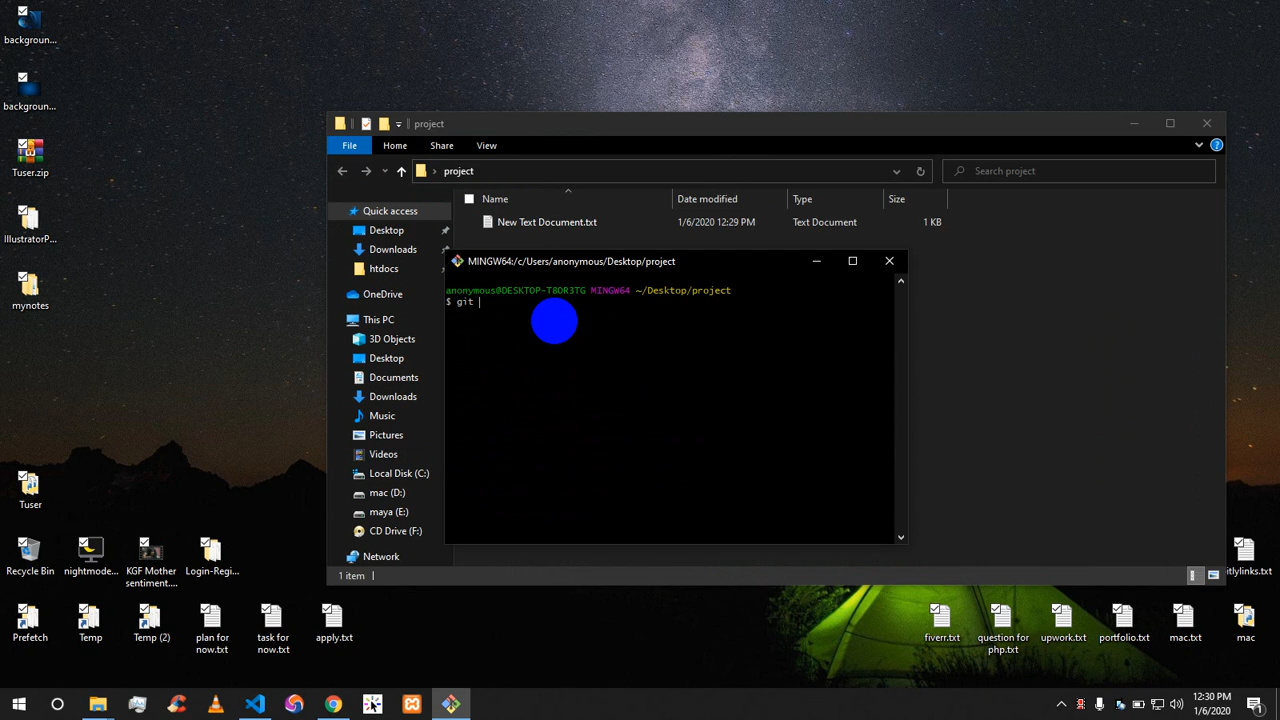 backgroun...
backgroun...
Tuser.zip
IllustratorP...
mynotes
Tuser
Recycle Bin
nightmode...
KGF Mother
sentiment....
Login-Regi...
Prefetch
Temp
Temp (2)
plan for
now.txt
task for
now.txt
apply.txt
project
File
Home
Share
View
project
Search project
Name
Date modified
Type
Size
New Text Document.txt
1/6/2020 12:29 PM
Text Document
1 KB
Quick access
Desktop
Downloads
htdocs
OneDrive
This PC
3D Objects
Desktop
Documents
Downloads
Music
Pictures
Videos
Local Disk (C:)
mac (D:)
maya (E:)
CD Drive (F:)
Network
1 item
MINGW64:/c/Users/anonymous/Desktop/project
anonymous@DESKTOP-T8OR3TG MINGW64 ~/Desktop/project
$ git
itlylinks.txt
fiverr.txt
question for
php.txt
upwork.txt
portfolio.txt
mac.txt
mac
12:30 PM
1/6/2020
1